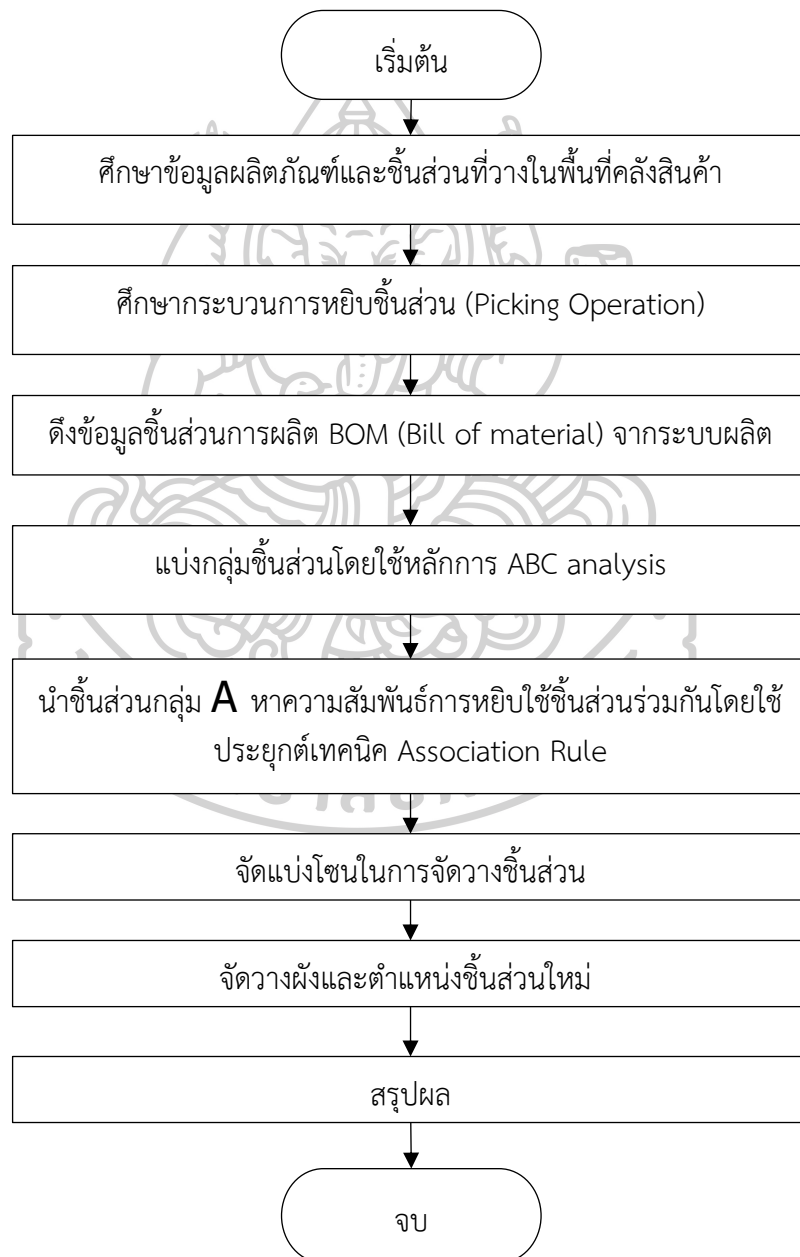 เริ่มต้น
ศึกษาข้อมูลผลิตภัณฑ์และชิ้นส่วนที่วางในพื้นที่คลังสินค้า
ศึกษากระบวนการหยิบชิ้นส่วน (Picking Operation)
ดึงข้อมูลชิ้นส่วนการผลิต BOM (Bill of material) จากระบบผลิต
แบ่งกลุ่มชิ้นส่วนโดยใช้หลักการ ABC analysis
นำชิ้นส่วนกลุ่ม A หาความสัมพันธ์การหยิบใช้ชิ้นส่วนร่วมกันโดยใช้
ประยุกต์เทคนิค Association Rule
จัดแบ่งโซนในการจัดวางชิ้นส่วน
จัดวางผังและตำแหน่งชิ้นส่วนใหม่
สรุปผล
จบ